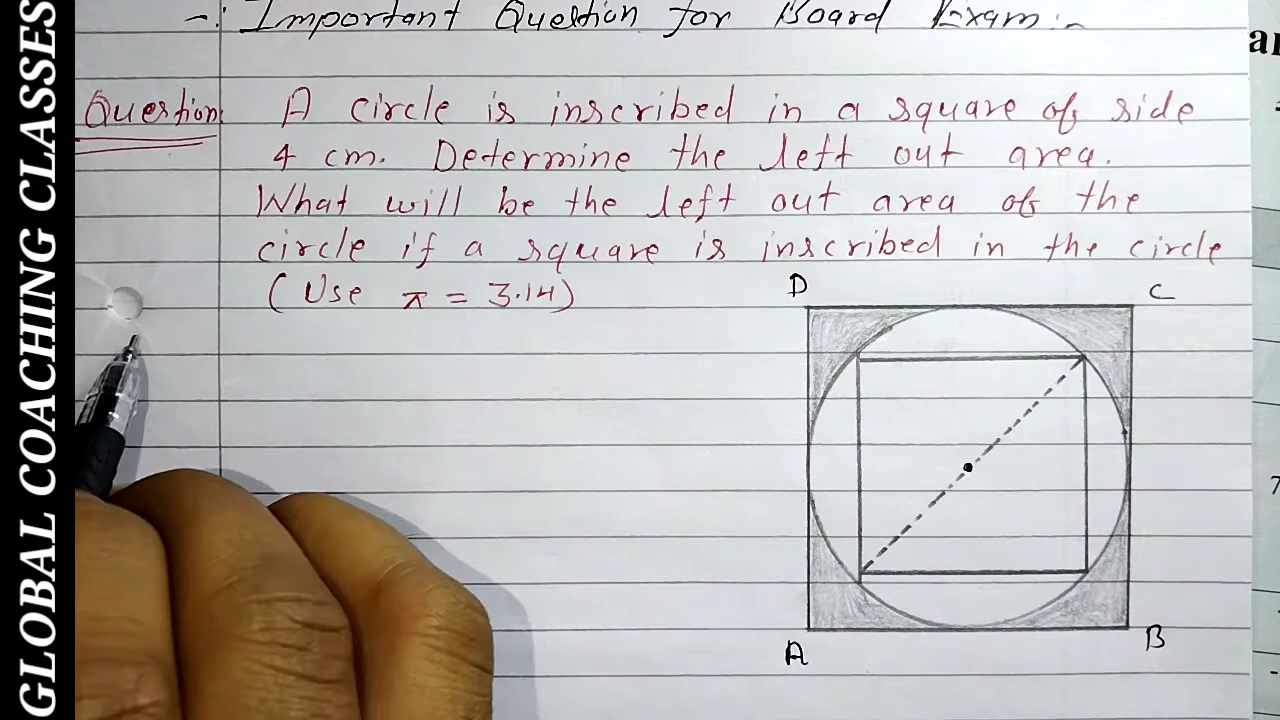 GLOBAL COACHING CLASSES
-: Important Question for Board Exam :-
Question: A circle is inscribed in a square of side
4 cm. Determine the left out area.
What will be the left out area of the
circle if a square is inscribed in the circle
(Use π = 3.14)
D
C
A
B
7